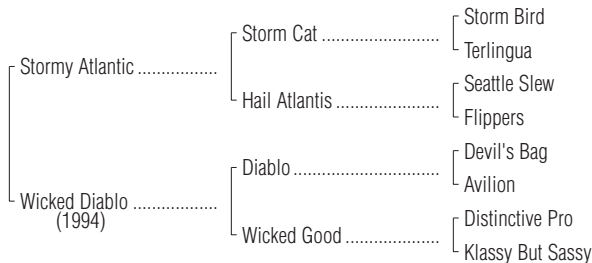 Storm Bird
Storm Cat ........................
Terlingua
Stormy Atlantic ................
Seattle Slew
Hail Atlantis .....................
Flippers
Devil's Bag
Diablo ..............................
Avilion
Wicked Diablo .................
(1994)
Distinctive Pro
Wicked Good ...................
Klassy But Sassy